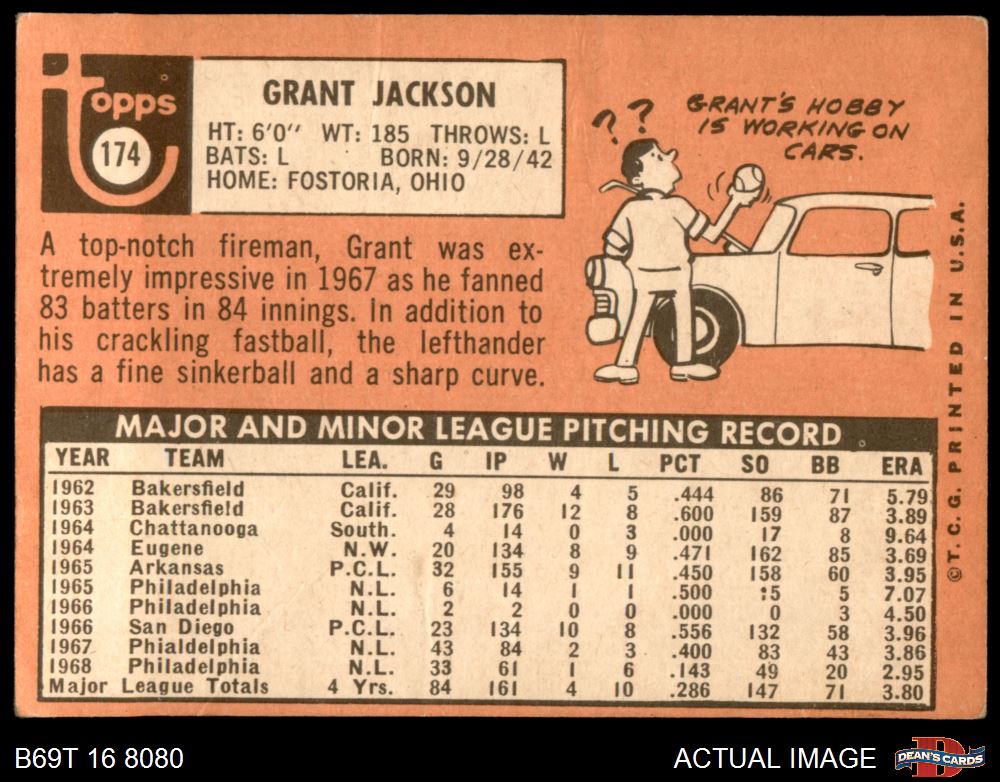 topps
174
GRANT JACKSON
HT: 6'0" WT: 185 THROWS: L
BATS: L BORN: 9/28/42
HOME: FOSTORIA, OHIO
? ?
GRANT'S HOBBY
IS WORKING ON
CARS.
A top-notch fireman, Grant was ex-
tremely impressive in 1967 as he fanned
83 batters in 84 innings. In addition to
his crackling fastball, the lefthander
has a fine sinkerball and a sharp curve.
MAJOR AND MINOR LEAGUE PITCHING RECORD
YEAR TEAM LEA. G IP W L PCT SO BB ERA
1962 Bakersfield Calif. 29 98 4 5 .444 86 71 5.79
1963 Bakersfield Calif. 28 176 12 8 .600 159 87 3.89
1964 Chattanooga South. 4 14 0 3 .000 17 8 9.64
1964 Eugene N.W. 20 134 8 9 .471 162 85 3.69
1965 Arkansas P.C.L. 32 155 9 11 .450 158 60 3.95
1965 Philadelphia N.L. 6 14 1 1 .500 15 5 7.07
1966 Philadelphia N.L. 2 2 0 0 .000 0 3 4.50
1966 San Diego P.C.L. 23 134 10 8 .556 132 58 3.96
1967 Phialdelphia N.L. 43 84 2 3 .400 83 43 3.86
1968 Philadelphia N.L. 33 61 1 6 .143 49 20 2.95
Major League Totals 4 Yrs. 84 161 4 10 .286 147 71 3.80
© T. C. G. PRINTED IN U.S.A.
B69T 16 8080
ACTUAL IMAGE
D
DEAN'S CARDS